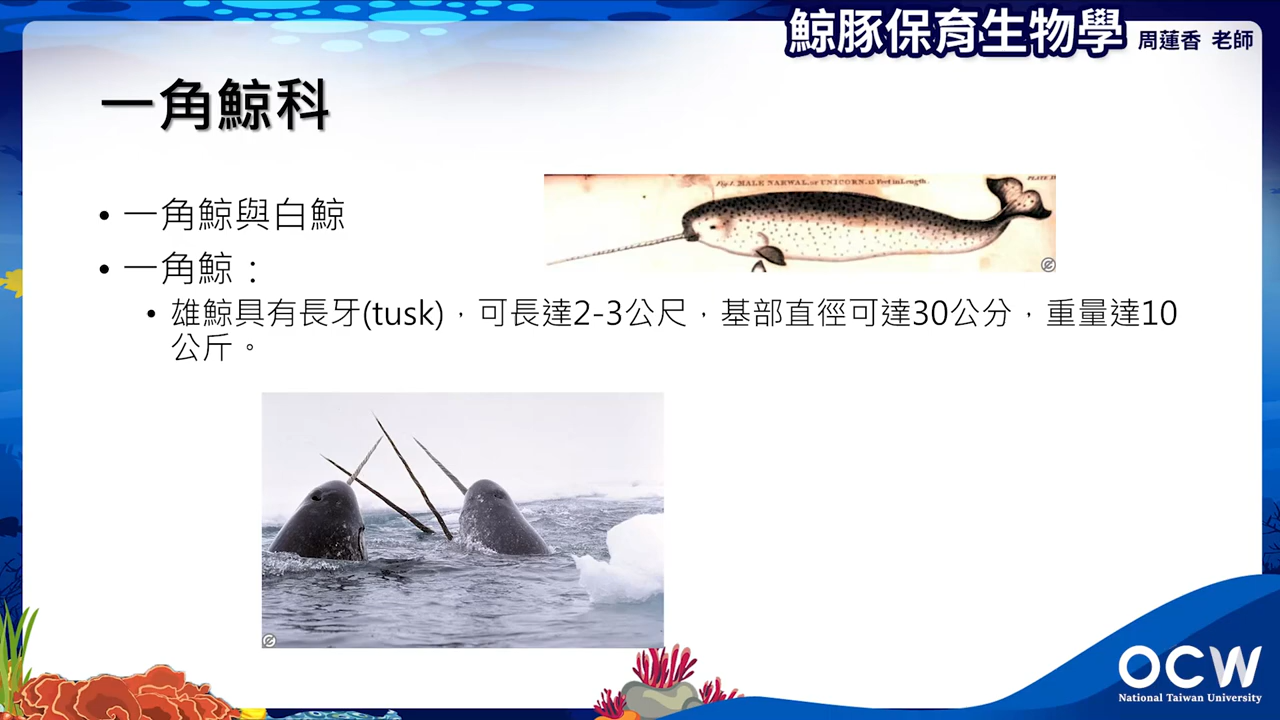 鯨豚保育生物學 周蓮香 老師
一角鯨科
• 一角鯨與白鯨
Fig. 1. MALE NARWAL, or UNICORN, 15 Feet in Length.
• 一角鯨：
• 雄鯨具有長牙(tusk)，可長達2-3公尺，基部直徑可達30公分，重量達10
公斤。
OCW
National Taiwan University